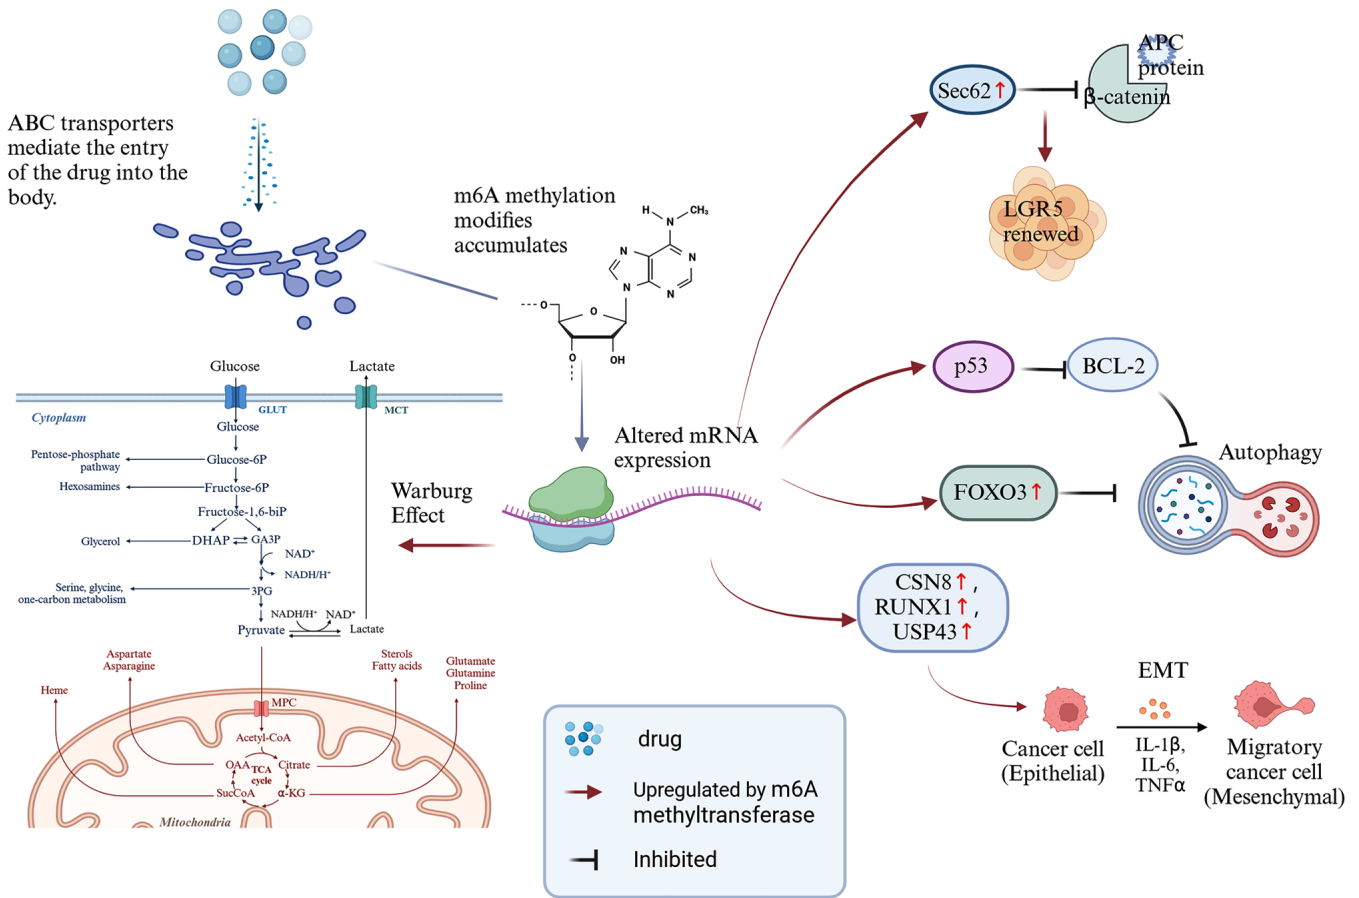 ABC transporters
mediate the entry
of the drug into the
body.
m6A methylation
modifies
accumulates
H
N
CH₃
N
N
N
N
O
O
O
OH
Altered mRNA
expression
Warburg
Effect
Glucose
Lactate
Cytoplasm
GLUT
MCT
Glucose
Pentose-phosphate
pathway
Glucose-6P
Hexosamines
Fructose-6P
Fructose-1,6-biP
Glycerol
DHAP
GA3P
NAD⁺
NADH/H⁺
Serine, glycine,
one-carbon metabolism
3PG
NADH/H⁺
NAD⁺
Pyruvate
Lactate
Aspartate
Asparagine
Sterols
Fatty acids
Glutamate
Glutamine
Proline
Heme
MPC
Acetyl-CoA
OAA
TCA
cycle
Citrate
SucCoA
α-KG
Mitochondria
Sec62↑
APC
protein
β-catenin
LGR5
renewed
p53
BCL-2
Autophagy
FOXO3↑
CSN8↑,
RUNX1↑,
USP43↑
EMT
Cancer cell
(Epithelial)
IL-1β,
IL-6,
TNFα
Migratory
cancer cell
(Mesenchymal)
drug
Upregulated by m6A
methyltransferase
Inhibited